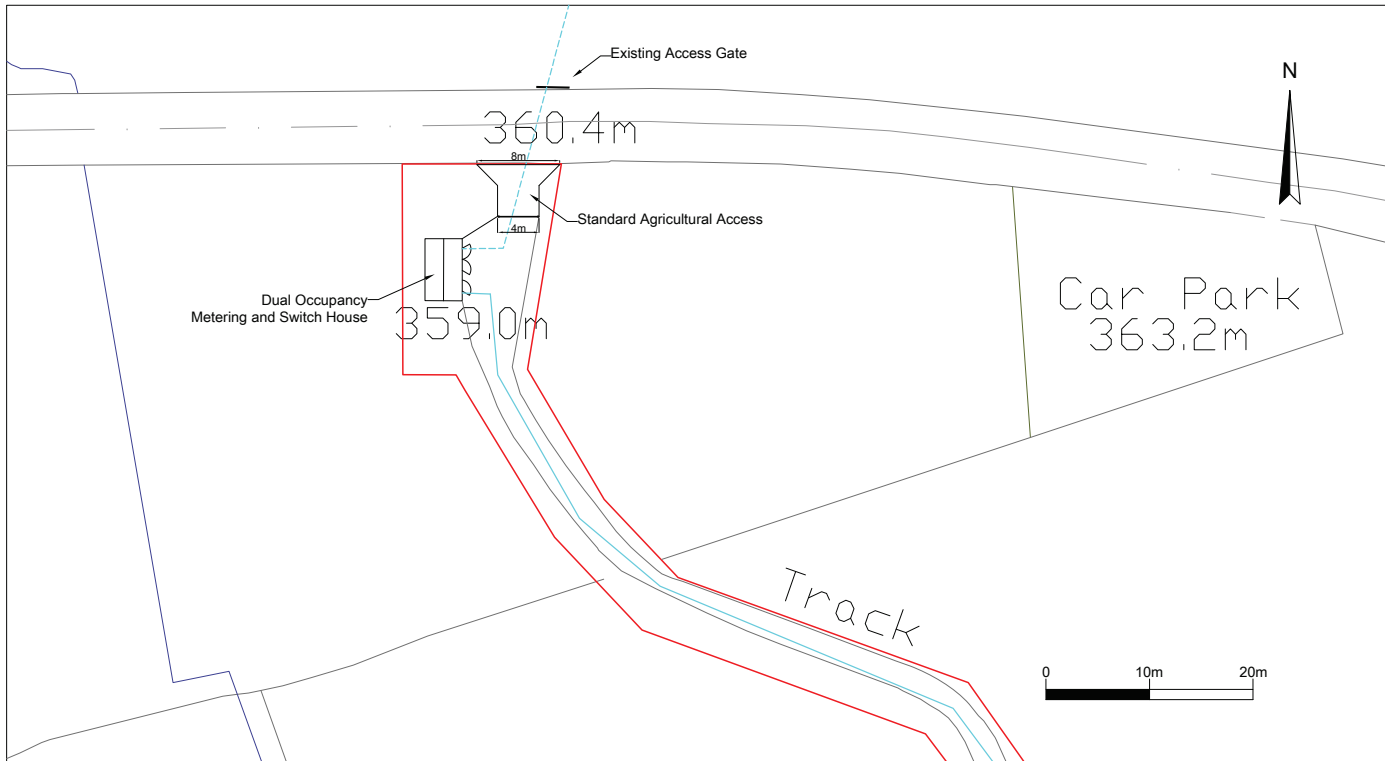 Existing Access Gate
N
360.4m
8m
Standard Agricultural Access
4m
Dual Occupancy
Metering and Switch House
359.0m
Car Park
363.2m
Track
0 10m 20m